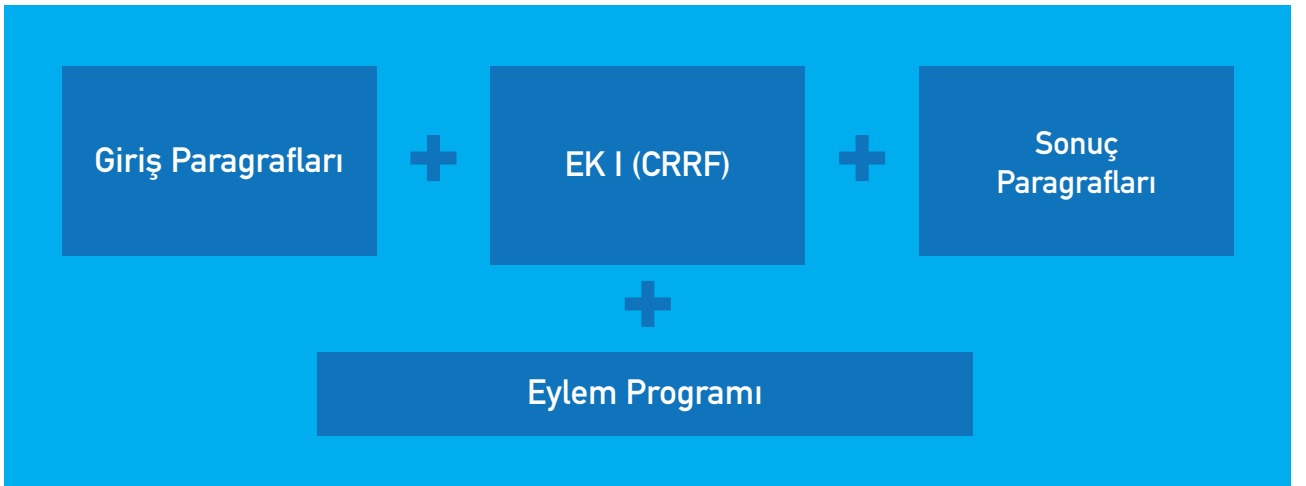 Giriş Paragrafları
EK I (CRRF)
Sonuç
Paragrafları
Eylem Programı